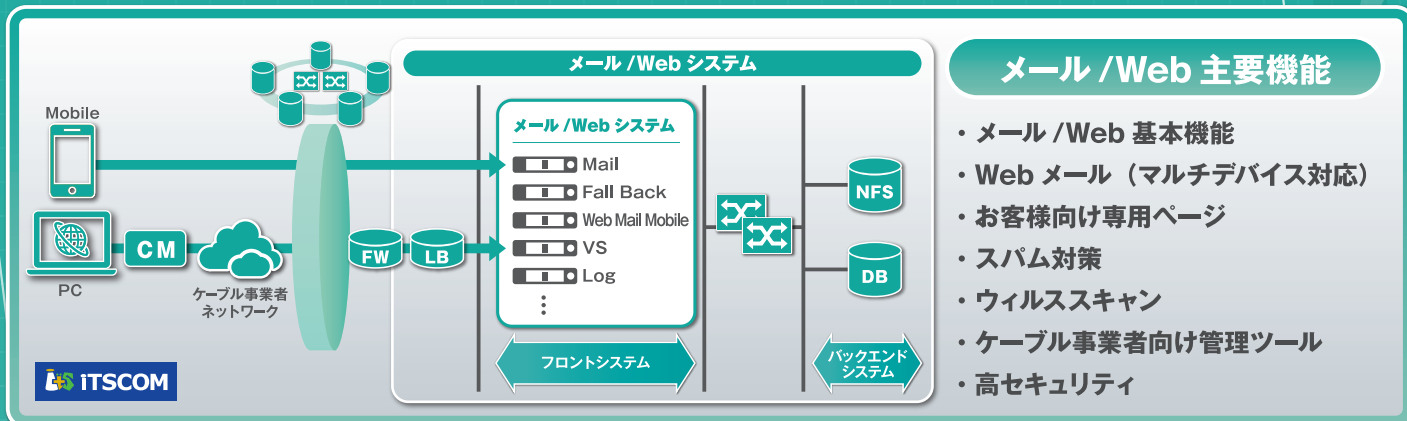 メール /Web システム
メール /Web 主要機能
Mobile
メール /Web システム
Mail
Fall Back
Web Mail Mobile
VS
Log
NFS
DB
CM
FW
LB
PC
ケーブル事業者
ネットワーク
フロントシステム
バックエンド
システム
iTSCOM
・メール /Web 基本機能
・Web メール（マルチデバイス対応）
・お客様向け専用ページ
・スパム対策
・ウィルススキャン
・ケーブル事業者向け管理ツール
・高セキュリティ